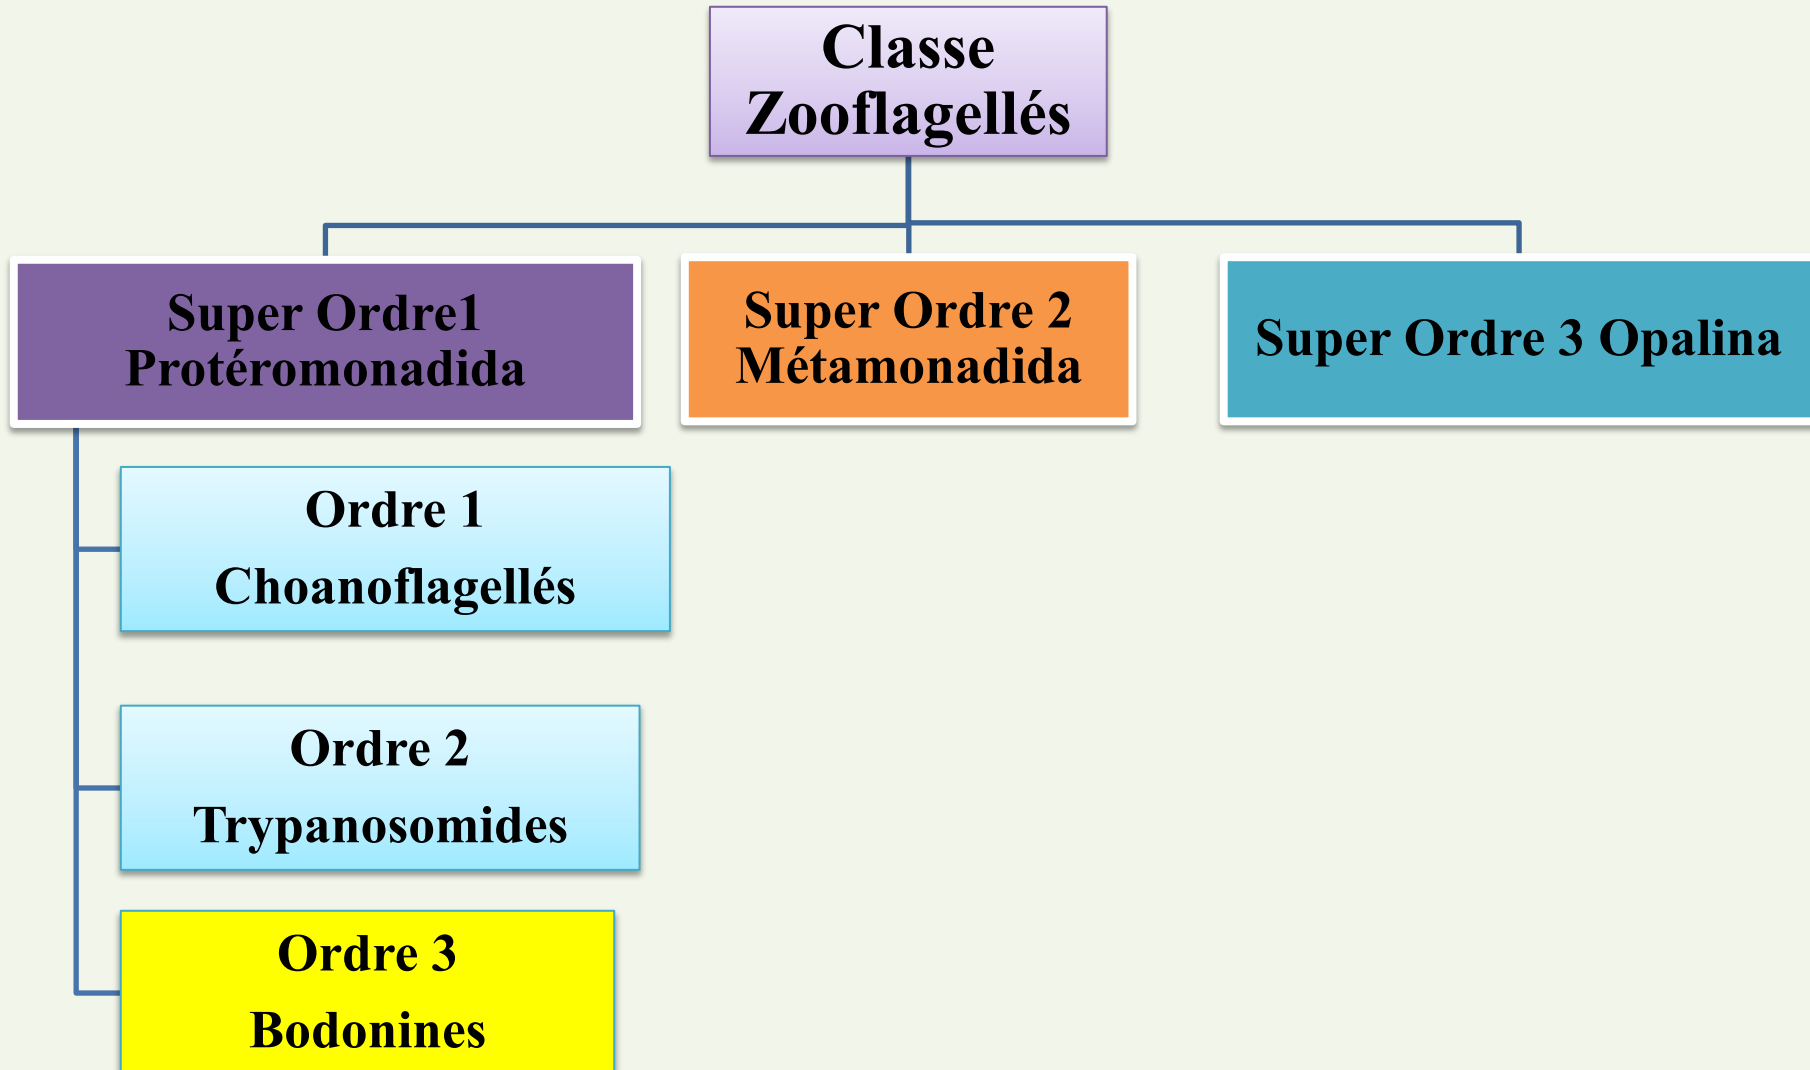 Classe
Zooflagellés
Super Ordre1
Protéromonadida
Super Ordre 2
Métamonadida
Super Ordre 3 Opalina
Ordre 1
Choanoflagellés
Ordre 2
Trypanosomides
Ordre 3
Bodonines